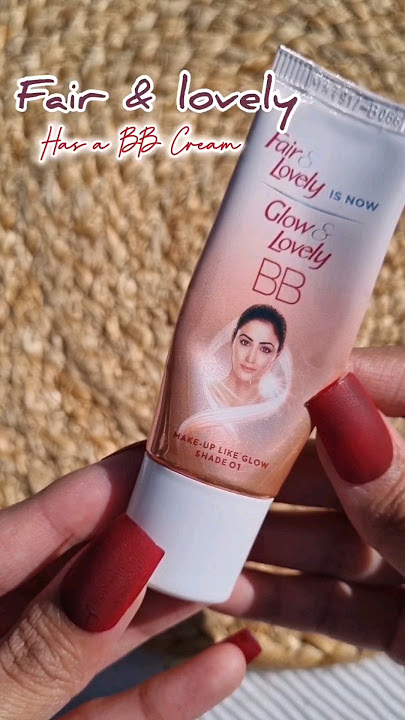 Fair & lovely
Has a BB Cream
Fair &
Lovely IS NOW
Glow &
Lovely
BB
MAKE-UP LIKE GLOW
SHADE 01